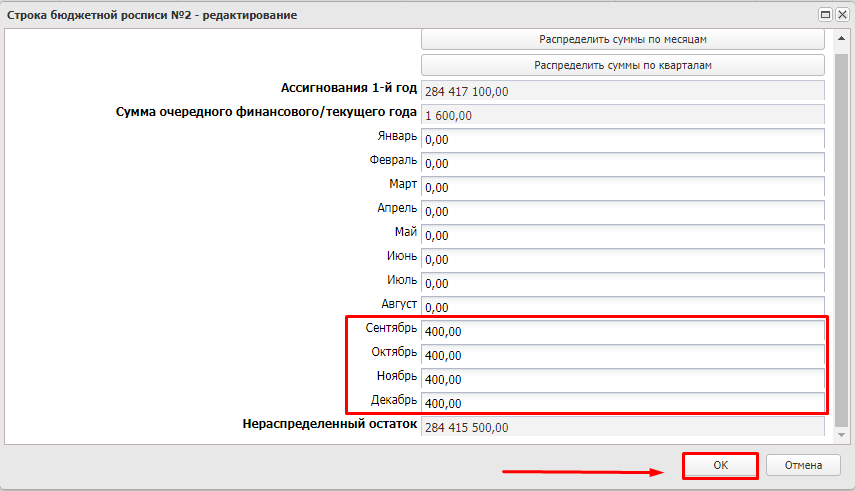 Строка бюджетной росписи №2 - редактирование
Распределить суммы по месяцам
Распределить суммы по кварталам
Ассигнования 1-й год 284 417 100,00
Сумма очередного финансового/текущего года 1 600,00
Январь 0,00
Февраль 0,00
Март 0,00
Апрель 0,00
Май 0,00
Июнь 0,00
Июль 0,00
Август 0,00
Сентябрь 400,00
Октябрь 400,00
Ноябрь 400,00
Декабрь 400,00
Нераспределенный остаток 284 415 500,00
ОК Отмена